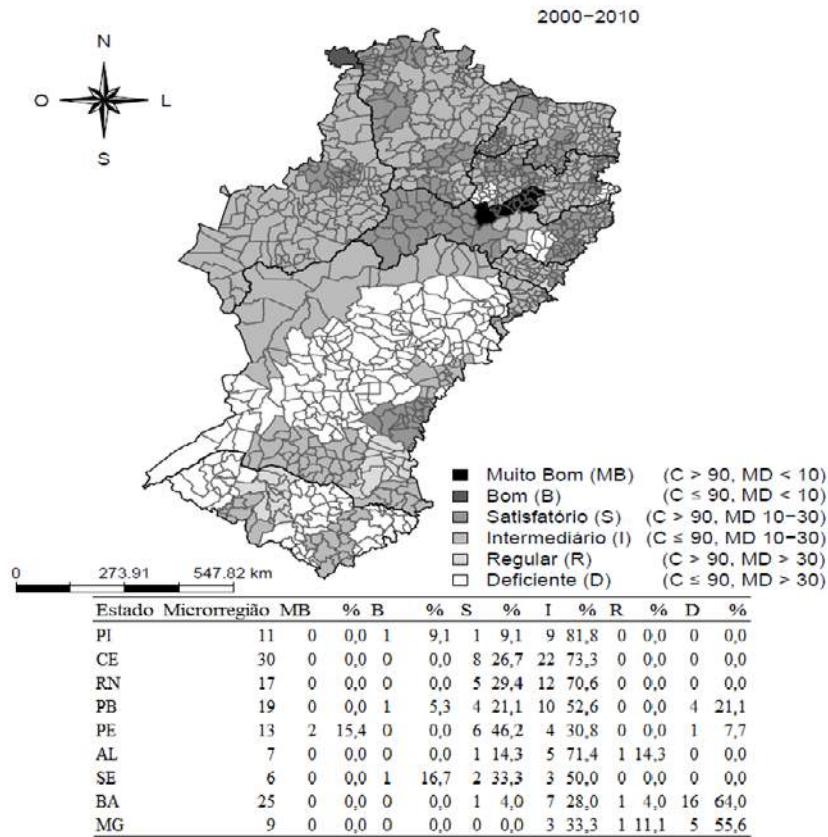 2000-2010
N
O L
S
Muito Bom (MB) (C > 90, MD < 10)
Bom (B) (C ≤ 90, MD < 10)
Satisfatório (S) (C > 90, MD 10-30)
Intermediário (I) (C ≤ 90, MD 10-30)
Regular (R) (C > 90, MD > 30)
Deficiente (D) (C ≤ 90, MD > 30)
0 273.91 547.82 km
Estado Microrregião MB % B % S % I % R % D %
PI 11 0 0,0 1 9,1 1 9,1 9 81,8 0 0,0 0 0,0
CE 30 0 0,0 0 0,0 8 26,7 22 73,3 0 0,0 0 0,0
RN 17 0 0,0 0 0,0 5 29,4 12 70,6 0 0,0 0 0,0
PB 19 0 0,0 1 5,3 4 21,1 10 52,6 0 0,0 4 21,1
PE 13 2 15,4 0 0,0 6 46,2 4 30,8 0 0,0 1 7,7
AL 7 0 0,0 0 0,0 1 14,3 5 71,4 1 14,3 0 0,0
SE 6 0 0,0 1 16,7 2 33,3 3 50,0 0 0,0 0 0,0
BA 25 0 0,0 0 0,0 1 4,0 7 28,0 1 4,0 16 64,0
MG 9 0 0,0 0 0,0 0 0,0 3 33,3 1 11,1 5 55,6